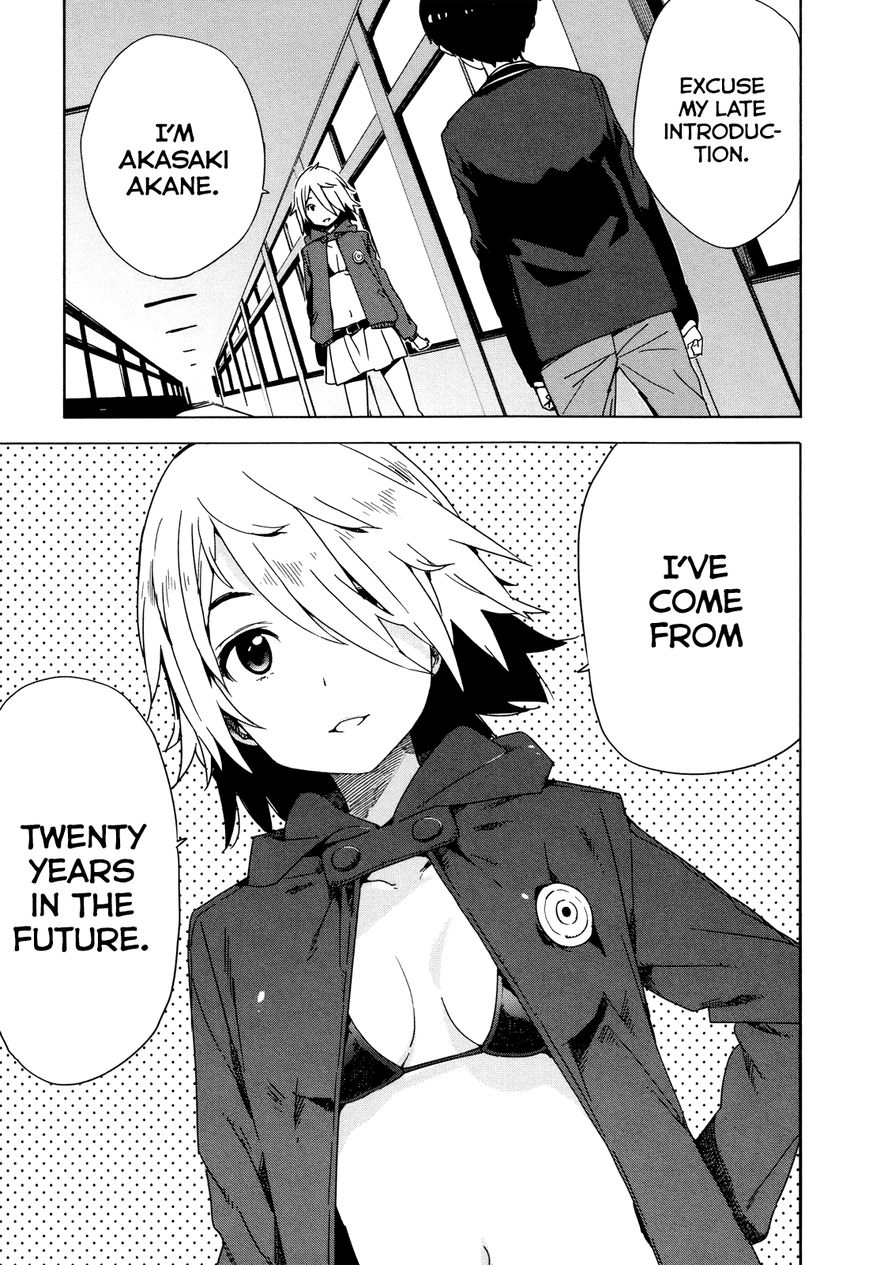 EXCUSE
MY LATE
INTRODUC-
TION.
I'M
AKASAKI
AKANE.
I'VE
COME
FROM
TWENTY
YEARS
IN THE
FUTURE.